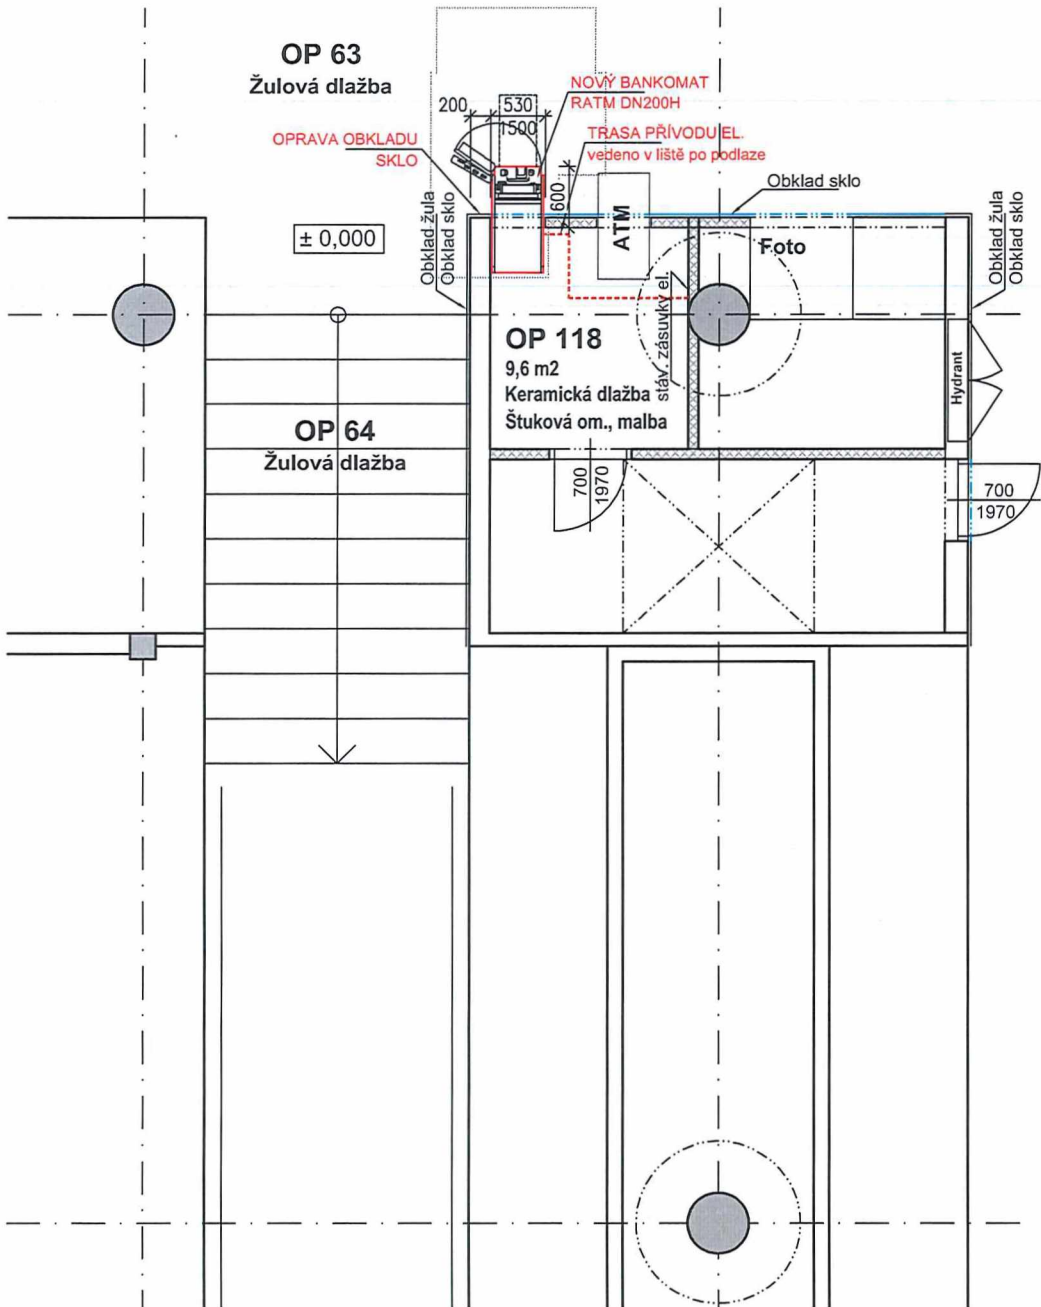 OP 63
Žulová dlažba
NOVÝ BANKOMAT
RATM DN200H
200
530
1500
OPRAVA OBKLADU
SKLO
TRASA PŘÍVODU EL.
vedeno v liště po podlaze
600
Obklad sklo
ATM
± 0,000
Obklad žula
Obklad sklo
Foto
Obklad žula
Obklad sklo
stáv. zásuvky el.
OP 118
9,6 m2
Keramická dlažba
Štuková om., malba
Hydrant
OP 64
Žulová dlažba
700
1970
700
1970